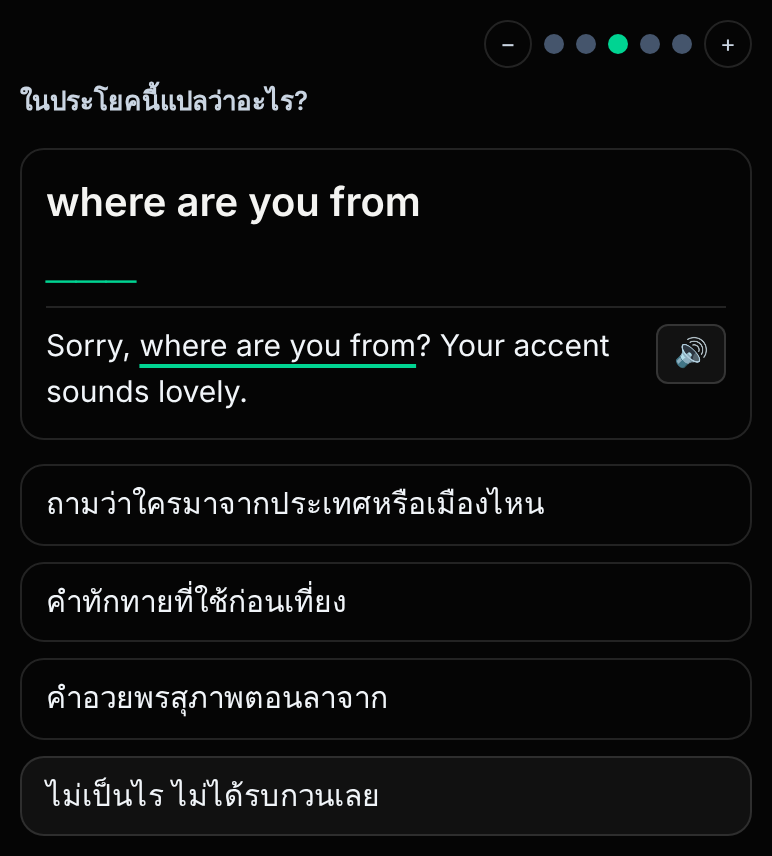 −
+
ในประโยคนี้แปลว่าอะไร?
where are you from
Sorry, where are you from? Your accent
sounds lovely.
ถามว่าใครมาจากประเทศหรือเมืองไหน
คำทักทายที่ใช้ก่อนเที่ยง
คำอวยพรสุภาพตอนลาจาก
ไม่เป็นไร ไม่ได้รบกวนเลย